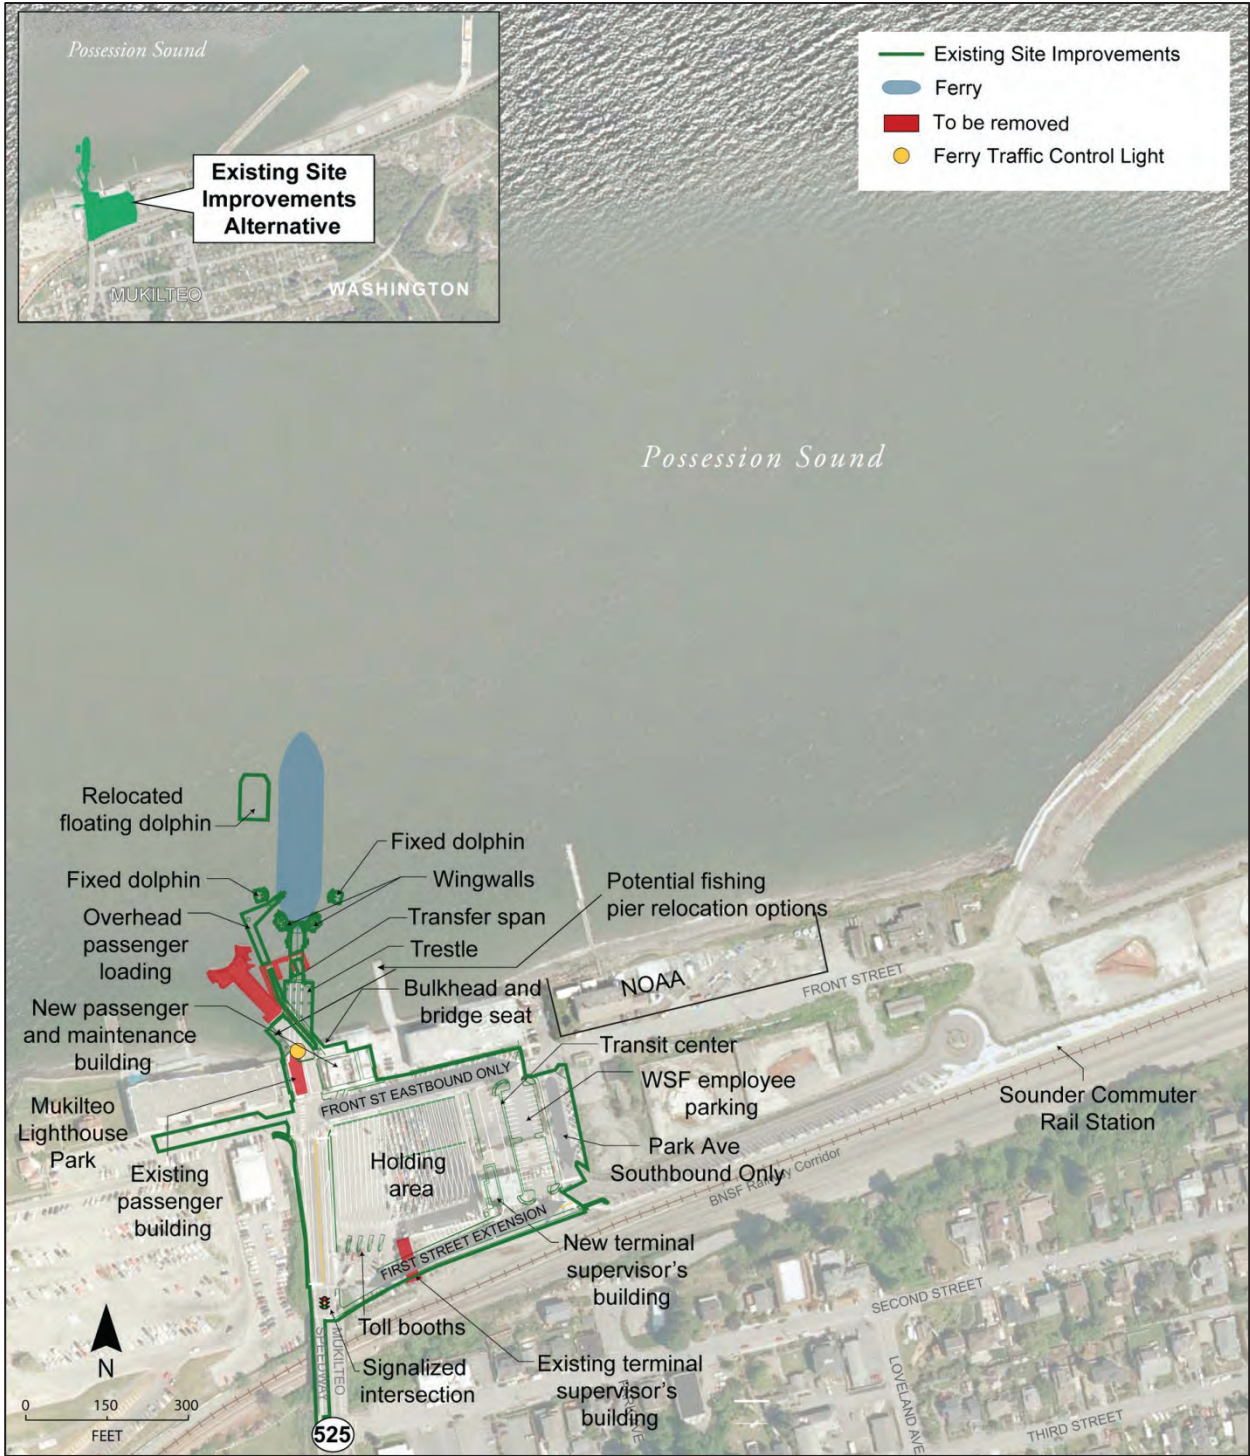 Possession Sound
Existing Site
Improvements
Alternative
MUKILTEO
WASHINGTON
Existing Site Improvements
Ferry
To be removed
Ferry Traffic Control Light
Possession Sound
Relocated
floating dolphin
Fixed dolphin
Fixed dolphin
Wingwalls
Overhead
passenger
loading
Transfer span
Trestle
Potential fishing
pier relocation options
New passenger
and maintenance
building
Bulkhead and
bridge seat
NOAA
FRONT STREET
Transit center
WSF employee
parking
Sounder Commuter
Rail Station
FRONT ST EASTBOUND ONLY
Mukilteo
Lighthouse
Park
Park Ave
Southbound Only
BNSF Railway Corridor
Existing
passenger
building
Holding
area
FIRST STREET EXTENSION
New terminal
supervisor's
building
SECOND STREET
Toll booths
MUKILTEO
SPEEDWAY
Signalized
intersection
Existing terminal
supervisor's
building
LOVELAND AVE
THIRD STREET
N
0 150 300
FEET
525